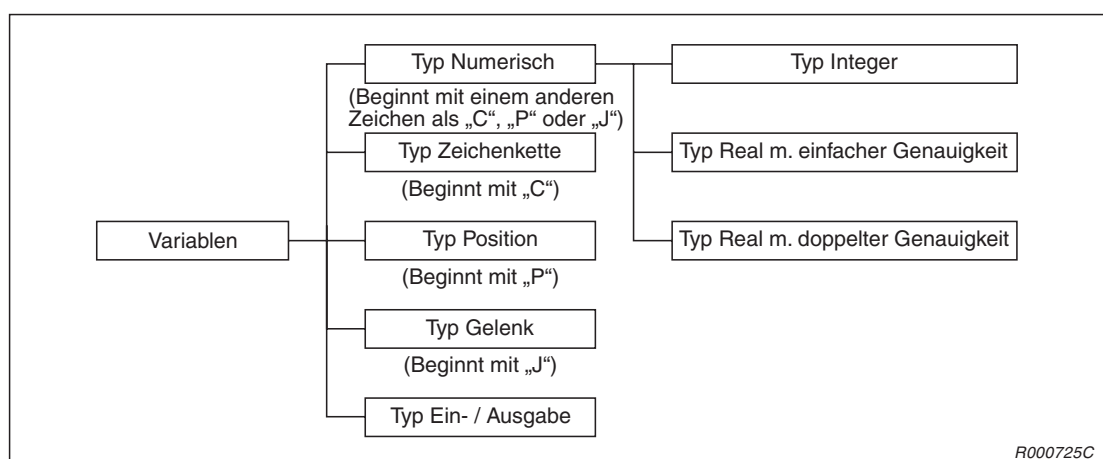 Typ Numerisch
(Beginnt mit einem anderen
Zeichen als „C“, „P“ oder „J“)
Typ Zeichenkette
(Beginnt mit „C“)
Variablen
Typ Position
(Beginnt mit „P“)
Typ Gelenk
(Beginnt mit „J“)
Typ Ein- / Ausgabe
Typ Integer
Typ Real m. einfacher Genauigkeit
Typ Real m. doppelter Genauigkeit
R000725C